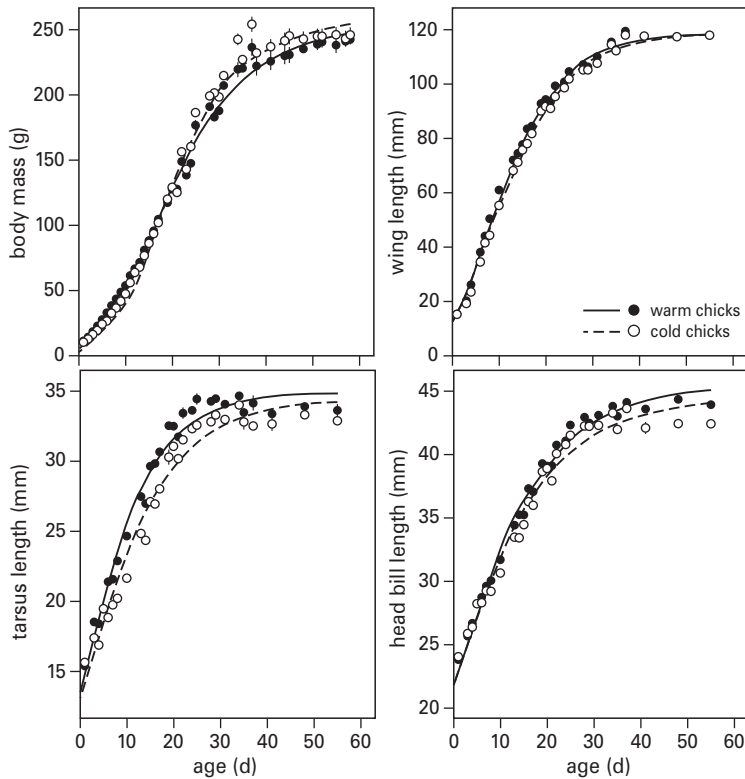 body mass (g)
250
200
150
100
50
0
wing length (mm)
120
100
80
60
40
20
0
warm chicks
cold chicks
tarsus length (mm)
35
30
25
20
15
0 10 20 30 40 50 60
age (d)
head bill length (mm)
45
40
35
30
25
20
0 10 20 30 40 50 60
age (d)